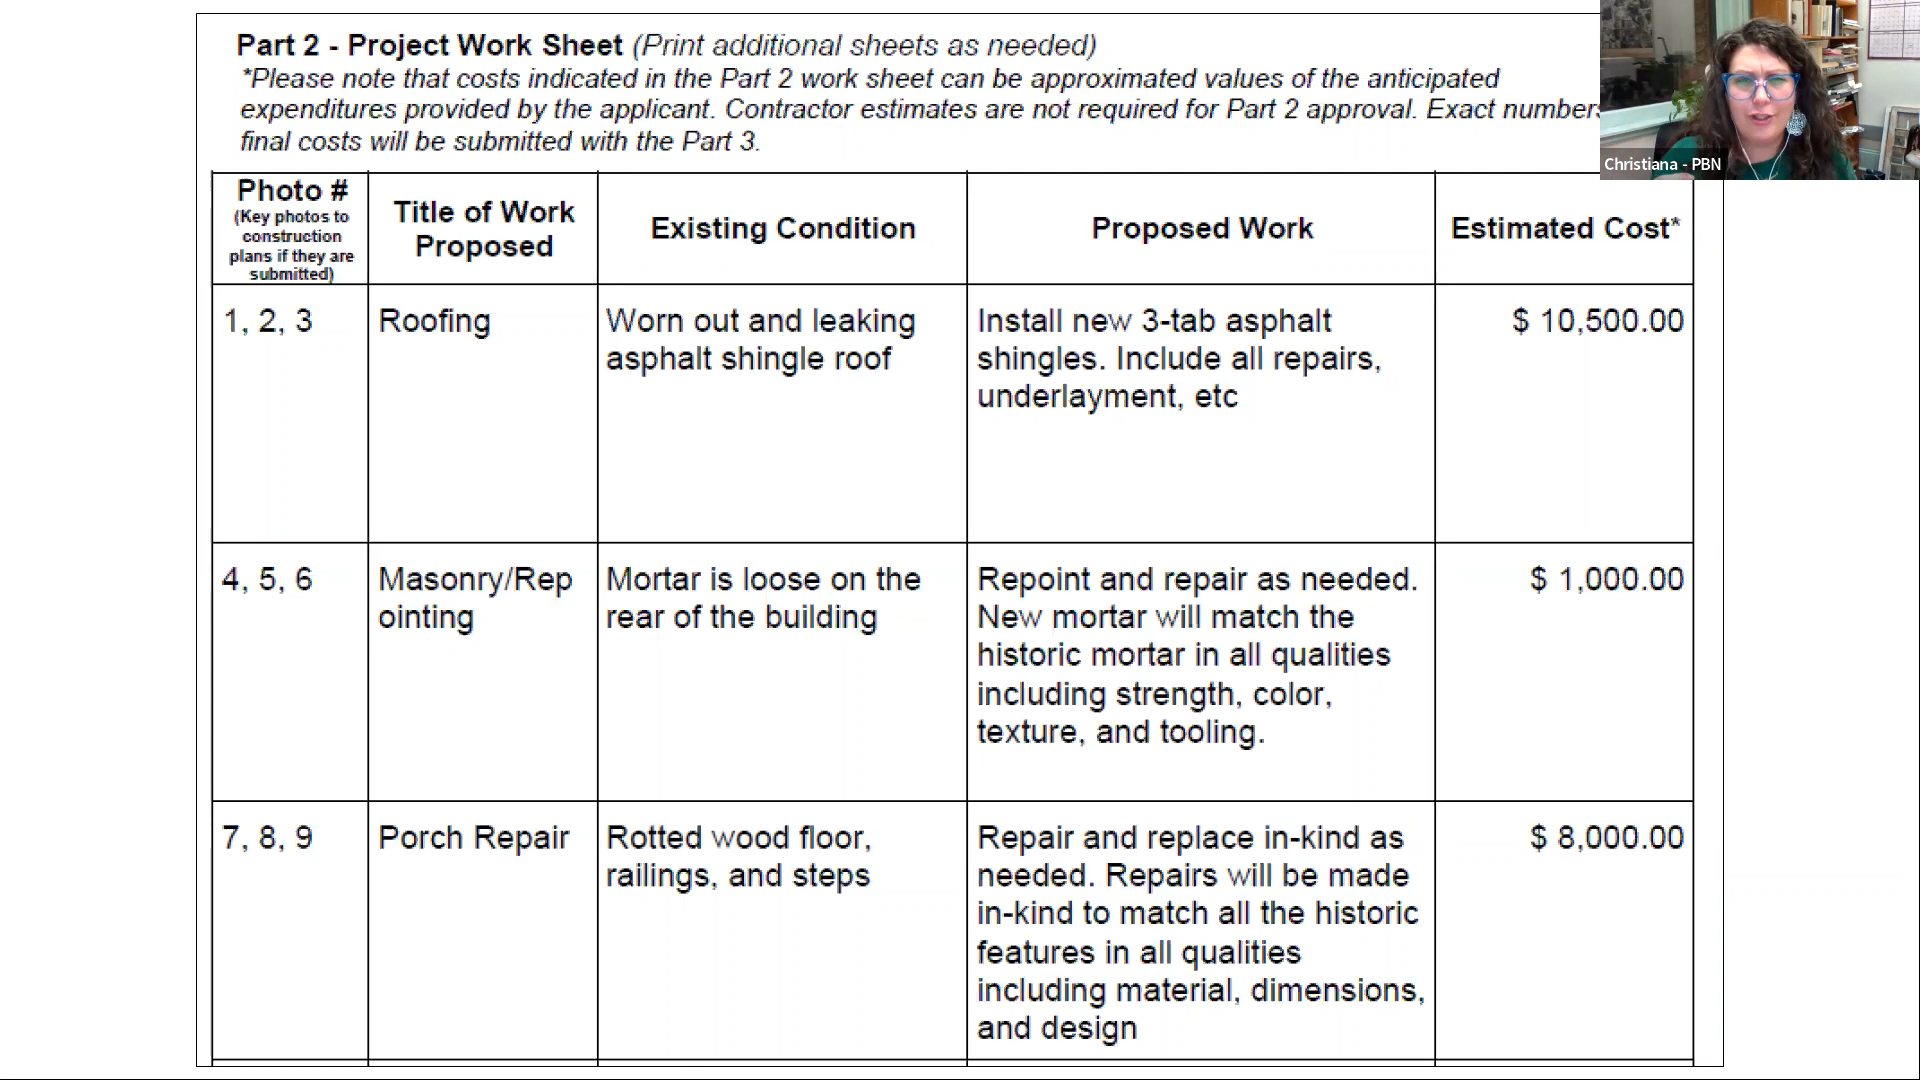 Part 2 - Project Work Sheet (Print additional sheets as needed)
*Please note that costs indicated in the Part 2 work sheet can be approximated values of the anticipated
expenditures provided by the applicant. Contractor estimates are not required for Part 2 approval. Exact numbers
final costs will be submitted with the Part 3.
Christiana - PBN
Photo #
(Key photos to
construction
plans if they are
submitted)
Title of Work
Proposed
Existing Condition
Proposed Work
Estimated Cost*
1, 2, 3
Roofing
Worn out and leaking
asphalt shingle roof
Install new 3-tab asphalt
shingles. Include all repairs,
underlayment, etc
$ 10,500.00
4, 5, 6
Masonry/Rep
ointing
Mortar is loose on the
rear of the building
Repoint and repair as needed.
New mortar will match the
historic mortar in all qualities
including strength, color,
texture, and tooling.
$ 1,000.00
7, 8, 9
Porch Repair
Rotted wood floor,
railings, and steps
Repair and replace in-kind as
needed. Repairs will be made
in-kind to match all the historic
features in all qualities
including material, dimensions,
and design
$ 8,000.00